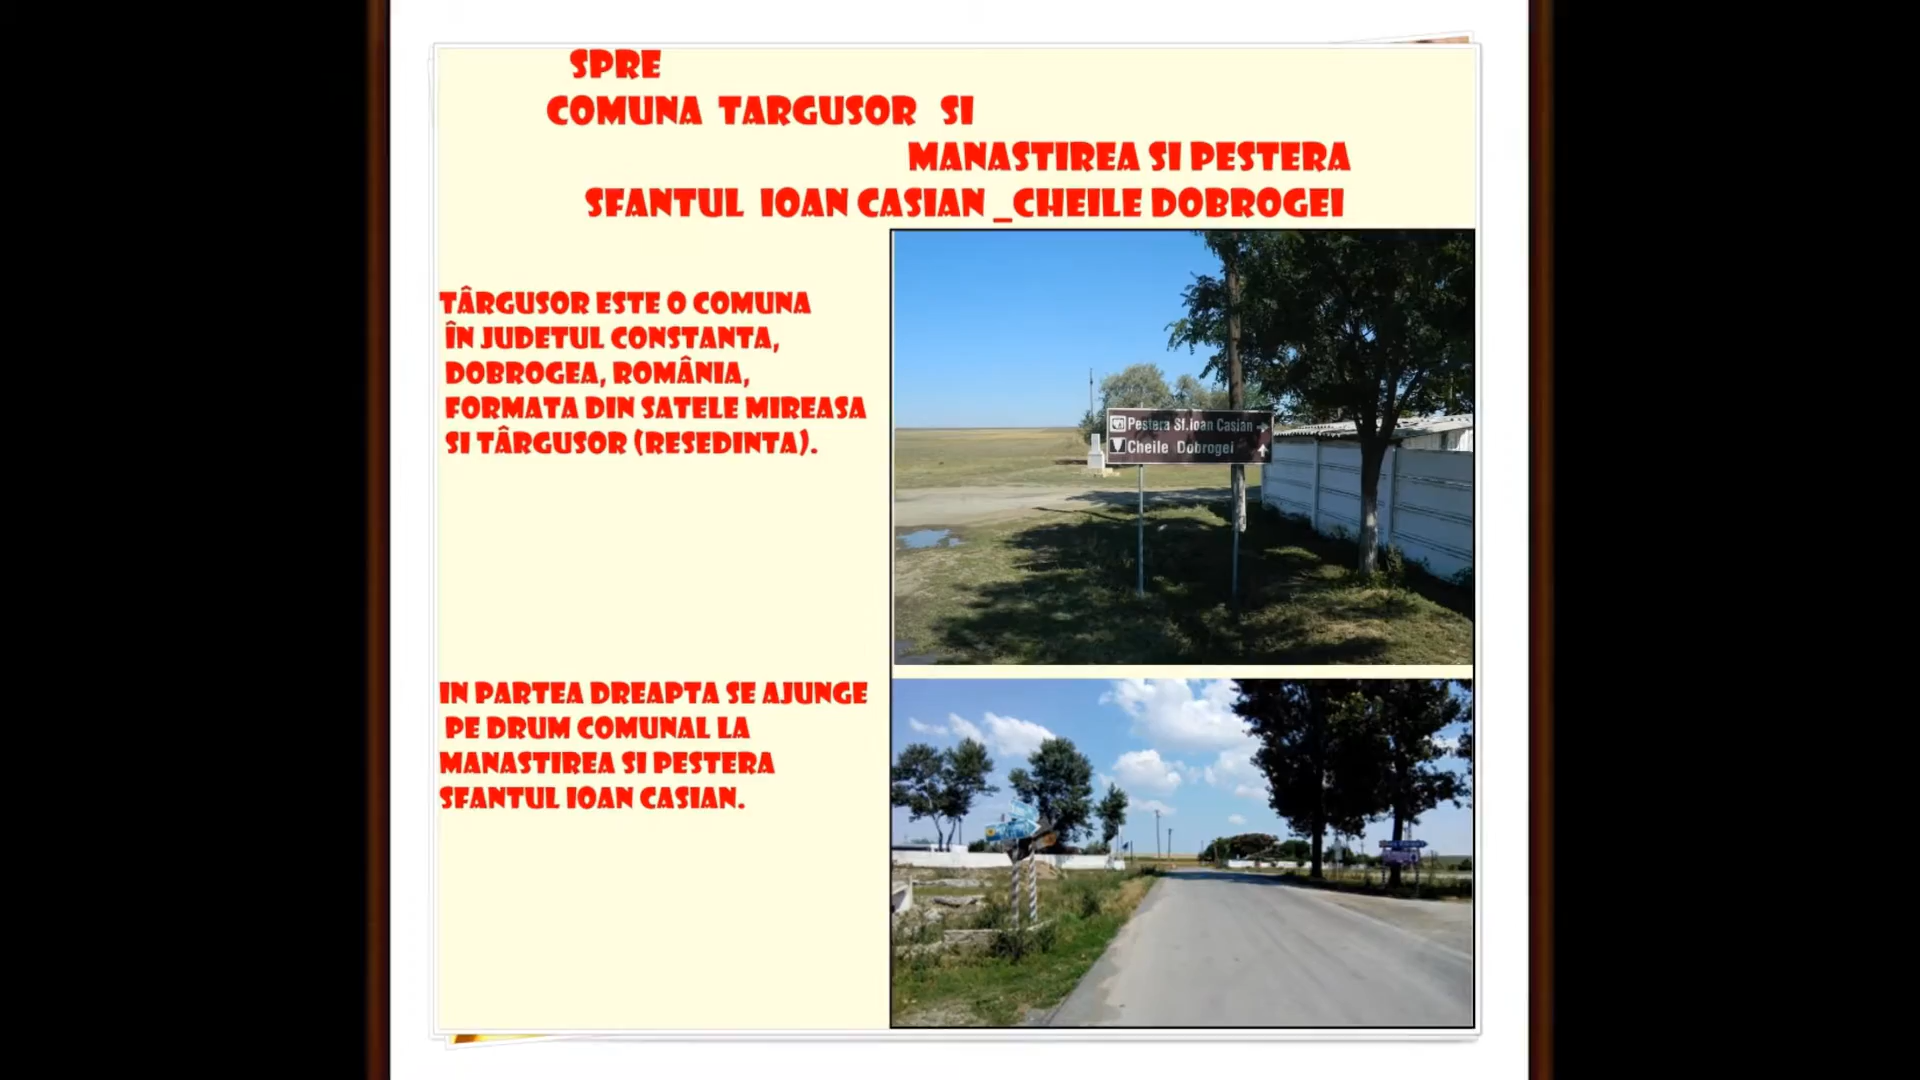 SPRE
COMUNA TARGUSOR SI
MANASTIREA SI PESTERA
SFANTUL IOAN CASIAN _CHEILE DOBROGEI
TÂRGUSOR ESTE O COMUNA
ÎN JUDETUL CONSTANTA,
DOBROGEA, ROMÂNIA,
FORMATA DIN SATELE MIREASA
SI TÂRGUSOR (RESEDINTA).
Pestera Sf.Ioan Casian
Cheile Dobrogei
IN PARTEA DREAPTA SE AJUNGE
PE DRUM COMUNAL LA
MANASTIREA SI PESTERA
SFANTUL IOAN CASIAN.